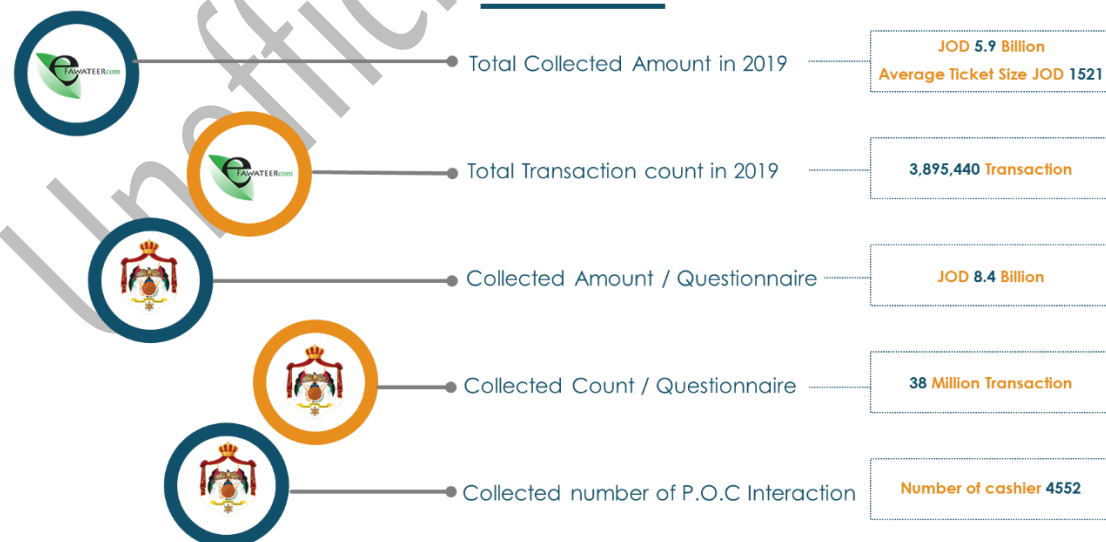 eFAWATEERcom
Total Collected Amount in 2019
JOD 5.9 Billion
Average Ticket Size JOD 1521
eFAWATEERcom
Total Transaction count in 2019
3,895,440 Transaction
Collected Amount / Questionnaire
JOD 8.4 Billion
Collected Count / Questionnaire
38 Million Transaction
Collected number of P.O.C Interaction
Number of cashier 4552